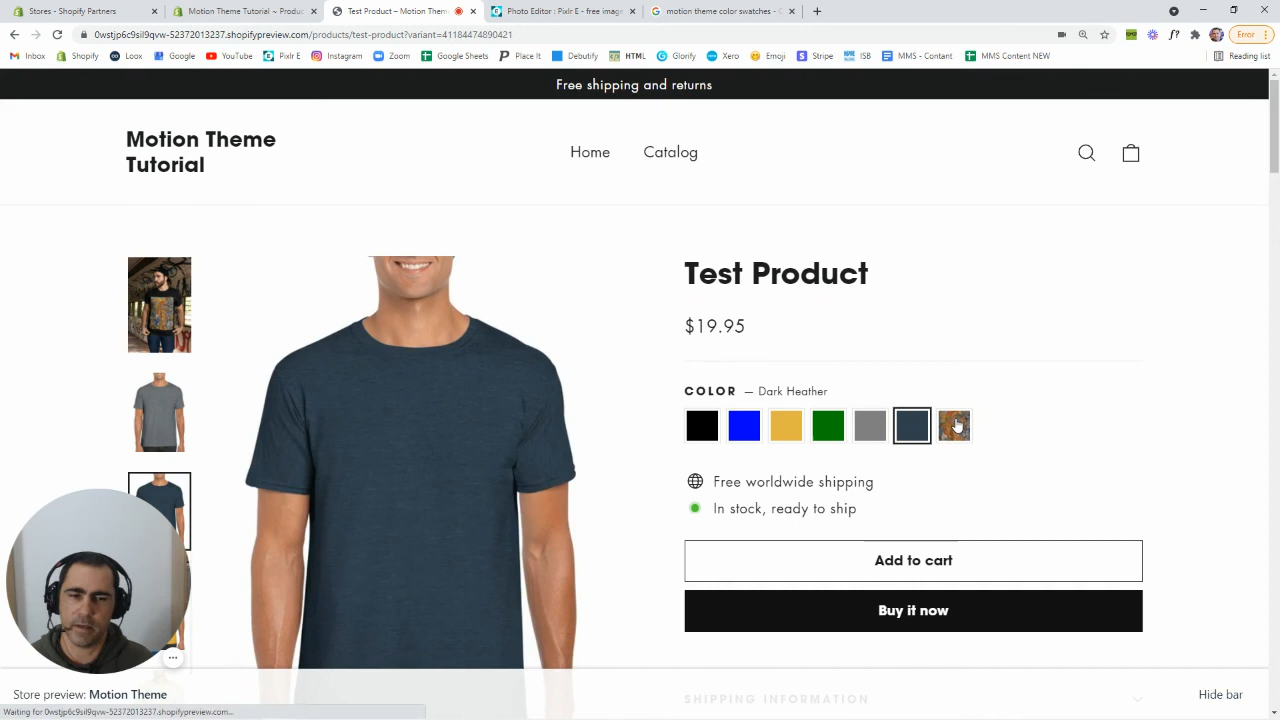 Stores - Shopify Partners
Motion Theme Tutorial ~ Produc
Test Product – Motion Them
Photo Editor : Pixlr E - free imag
motion theme color swatches - G
0wstjp6c9sil9qvw-52372013237.shopifypreview.com/products/test-product?variant=41184474890421
Error
Inbox
Shopify
Loox
Google
YouTube
Pixlr E
Instagram
Zoom
Google Sheets
Place It
Debutify
HTML
Glorify
Xero
Emoji
Stripe
ISB
MMS - Contant
MMS Content NEW
Reading list
Free shipping and returns
Motion Theme
Tutorial
Home
Catalog
Test Product
$19.95
COLOR — Dark Heather
Free worldwide shipping
In stock, ready to ship
Add to cart
Buy it now
SHIPPING INFORMATION
Store preview: Motion Theme
Hide bar
Waiting for 0wstjp6c9sil9qvw-52372013237.shopifypreview.com...